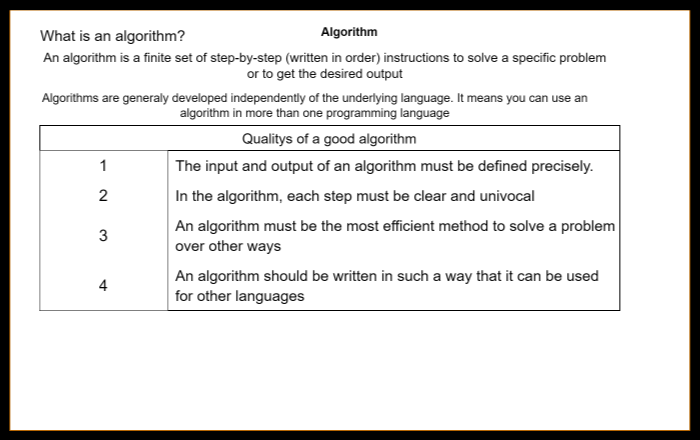 Algorithm
What is an algorithm?
An algorithm is a finite set of step-by-step (written in order) instructions to solve a specific problem
or to get the desired output
Algorithms are generaly developed independently of the underlying language. It means you can use an
algorithm in more than one programming language
Qualitys of a good algorithm
1 The input and output of an algorithm must be defined precisely.
2 In the algorithm, each step must be clear and univocal
3 An algorithm must be the most efficient method to solve a problem
over other ways
4 An algorithm should be written in such a way that it can be used
for other languages